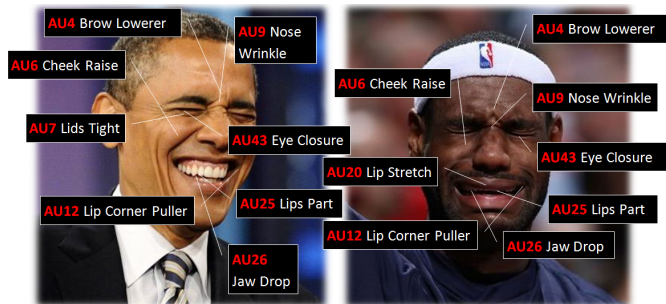 AU4 Brow Lowerer
AU9 Nose
Wrinkle
AU6 Cheek Raise
AU7 Lids Tight
AU43 Eye Closure
AU12 Lip Corner Puller
AU25 Lips Part
AU26
Jaw Drop
AU4 Brow Lowerer
AU6 Cheek Raise
AU9 Nose Wrinkle
AU43 Eye Closure
AU20 Lip Stretch
AU25 Lips Part
AU12 Lip Corner Puller
AU26 Jaw Drop